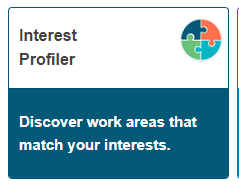 Interest
Profiler
Discover work areas that
match your interests.